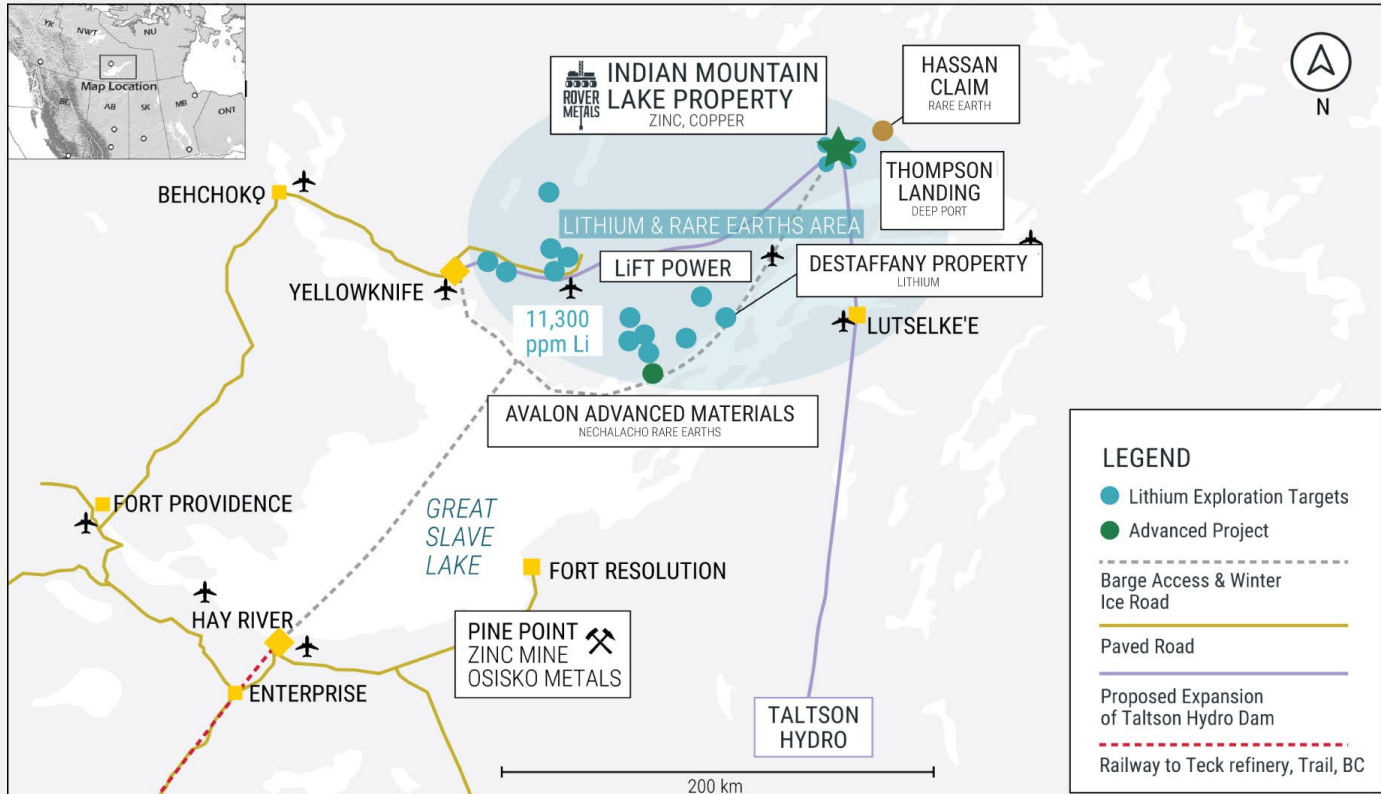 YK
NWT
NU
Map Location
BC
AB
SK
MB
ONT
ROVER
METALS
INDIAN MOUNTAIN
LAKE PROPERTY
ZINC, COPPER
HASSAN
CLAIM
RARE EARTH
N
BEHCHOKǪ
THOMPSON
LANDING
DEEP PORT
LITHIUM & RARE EARTHS AREA
LiFT POWER
DESTAFFANY PROPERTY
LITHIUM
YELLOWKNIFE
11,300
ppm Li
LUTSELKE'E
AVALON ADVANCED MATERIALS
NECHALACHO RARE EARTHS
FORT PROVIDENCE
GREAT
SLAVE
LAKE
FORT RESOLUTION
HAY RIVER
PINE POINT
ZINC MINE
OSISKO METALS
ENTERPRISE
TALTSON
HYDRO
200 km
LEGEND
Lithium Exploration Targets
Advanced Project
Barge Access & Winter
Ice Road
Paved Road
Proposed Expansion
of Taltson Hydro Dam
Railway to Teck refinery, Trail, BC